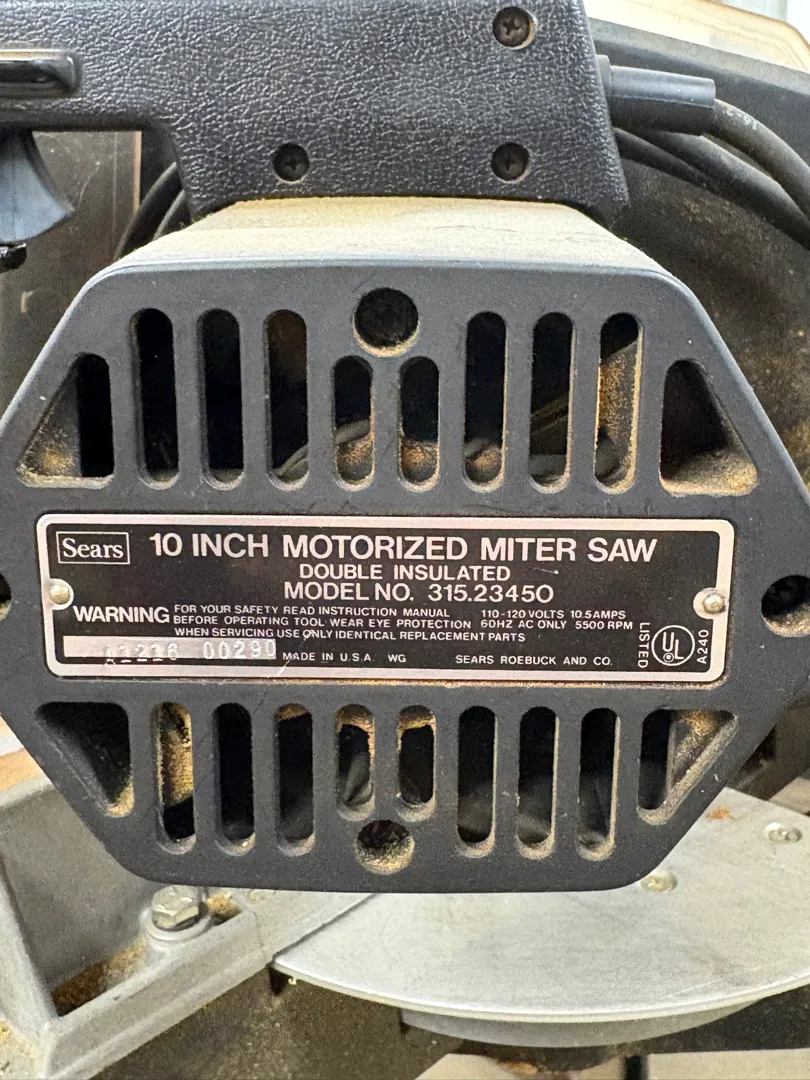 16-2
Sears
10 INCH MOTORIZED MITER SAW
DOUBLE INSULATED
MODEL NO. 315.23450
WARNING
FOR YOUR SAFETY READ INSTRUCTION MANUAL
BEFORE OPERATING TOOL WEAR EYE PROTECTION
WHEN SERVICING USE ONLY IDENTICAL REPLACEMENT PARTS
110-120 VOLTS 10.5 AMPS
60HZ AC ONLY 5500 RPM
00290
MADE IN U.S.A. WG
SEARS ROEBUCK AND CO.
LISTED
UL
A240